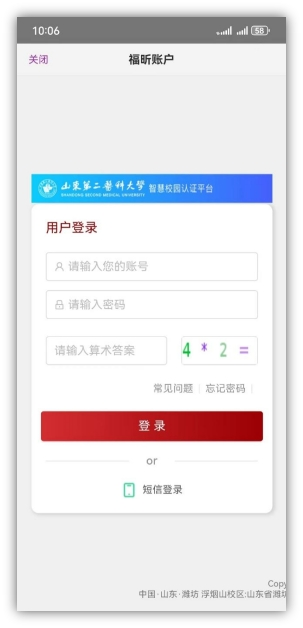 10:06
58
关闭
福昕账户
山东第二醫科大學 智慧校园认证平台
SHANDONG SECOND MEDICAL UNIVERSITY
用户登录
请输入您的账号
请输入密码
请输入算术答案 4 * 2 =
常见问题 忘记密码
登 录
or
短信登录
Copy
中国·山东·潍坊 浮烟山校区:山东省潍坊